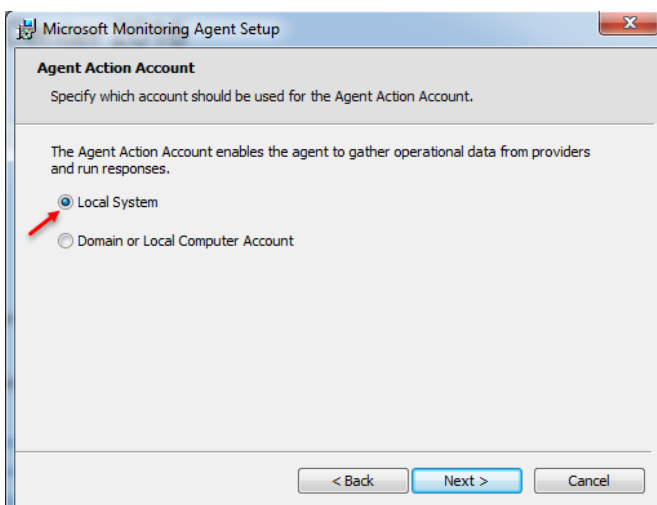 Microsoft Monitoring Agent Setup
Agent Action Account
Specify which account should be used for the Agent Action Account.
The Agent Action Account enables the agent to gather operational data from providers
and run responses.
Local System
Domain or Local Computer Account
< Back Next > Cancel